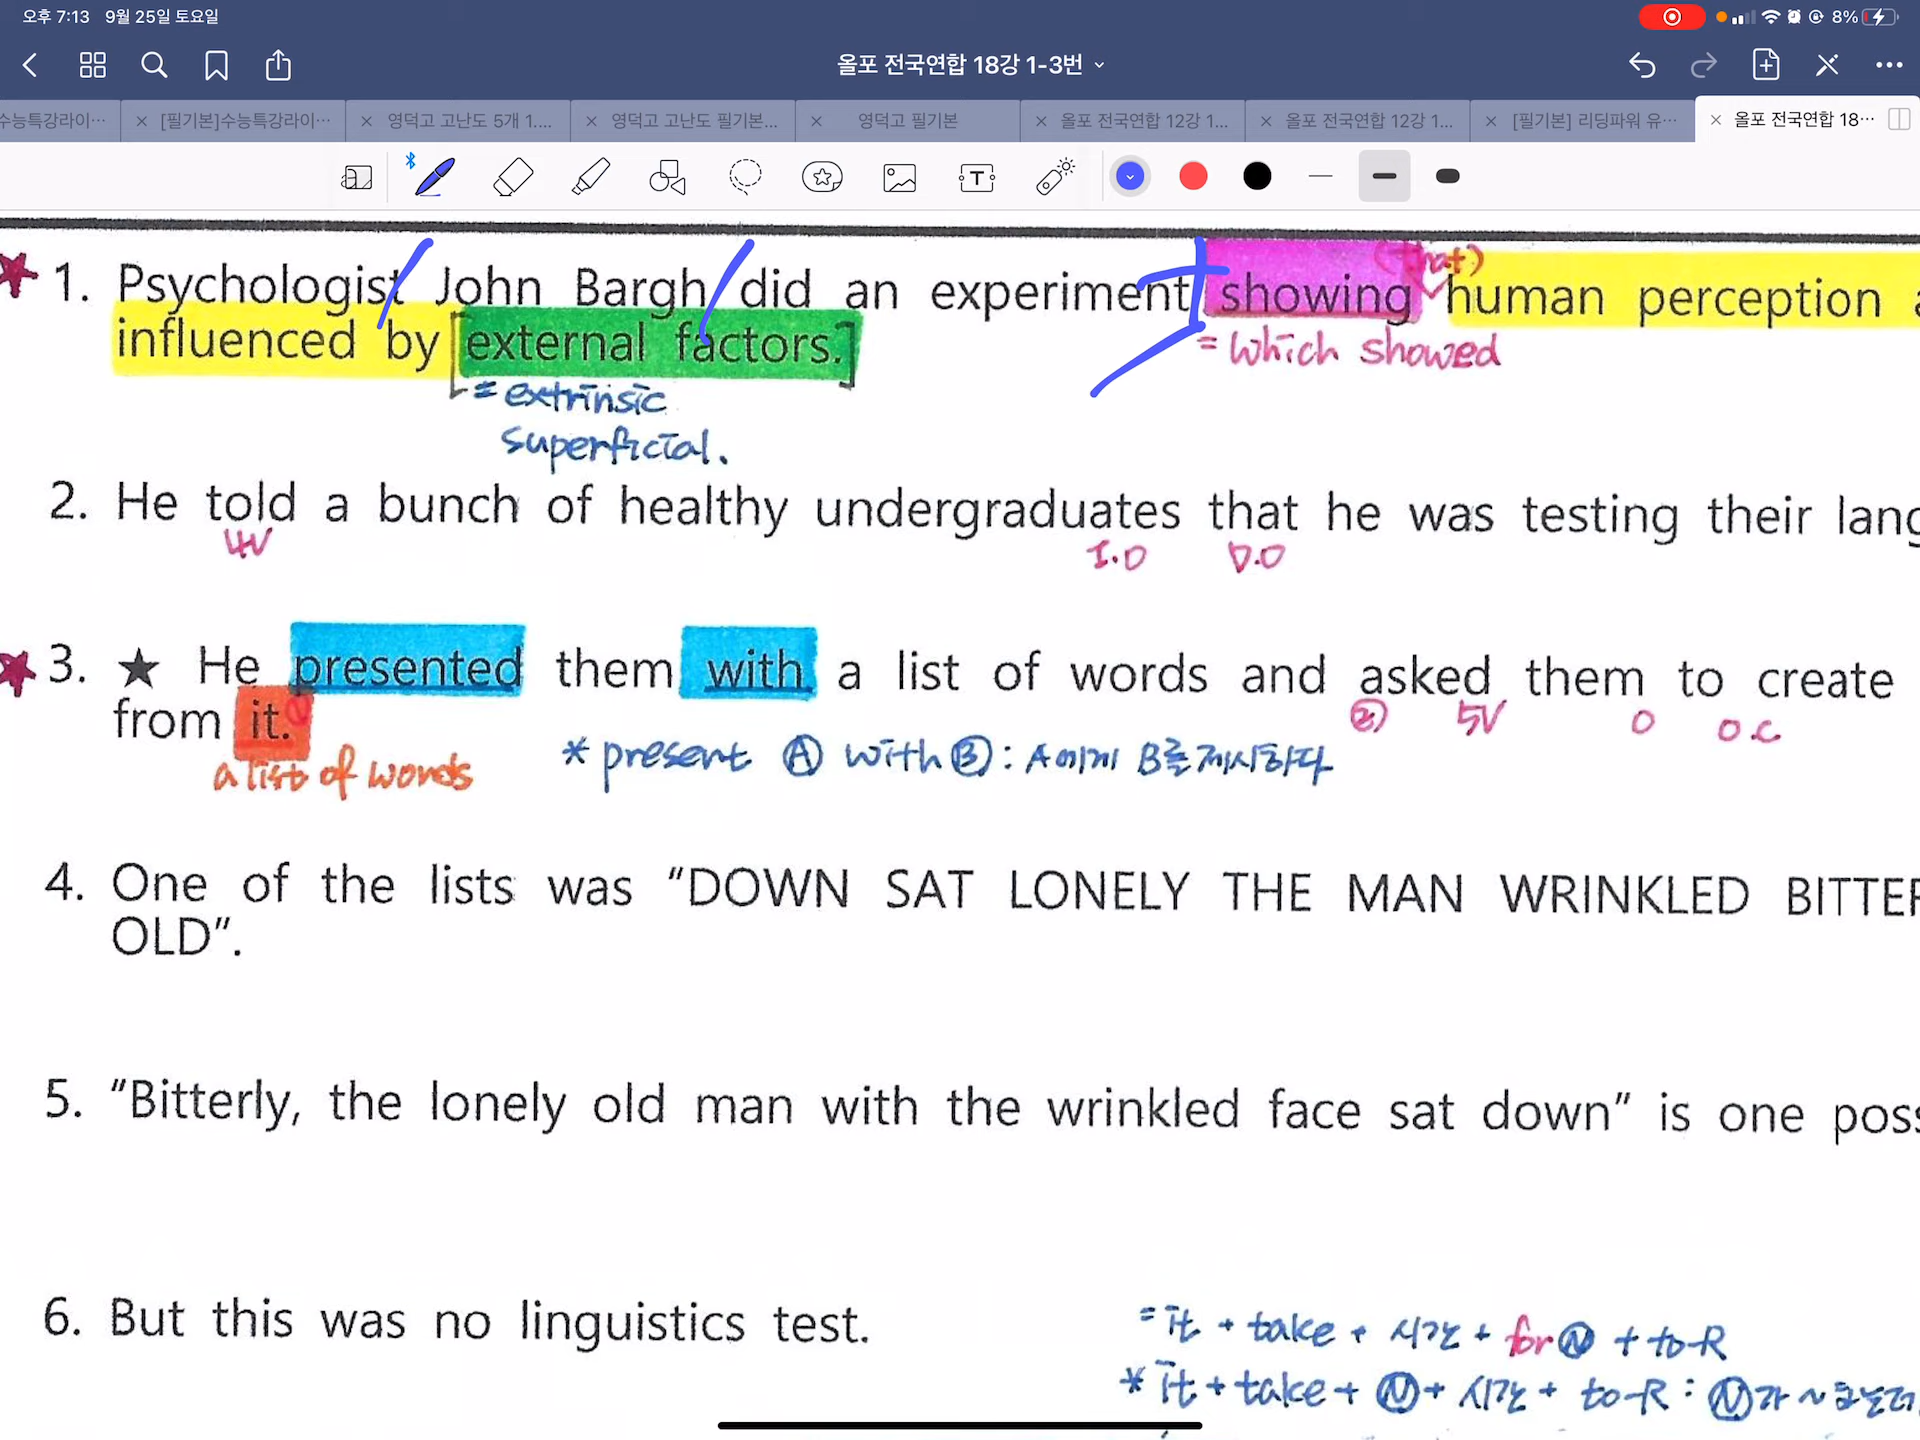 오후 7:13 9월 25일 토요일
8%
올포 전국연합 18강 1-3번
수능특강라이… × [필기본]수능특강라이… × 영덕고 고난도 5개 1.... × 영덕고 고난도 필기본... × 영덕고 필기본 × 올포 전국연합 12강 1... × 올포 전국연합 12강 1... × [필기본] 리딩파워 유… × 올포 전국연합 18…
(that)
1. Psychologist John Bargh did an experiment showing human perception
= which showed
influenced by [external factors.]
= extrinsic
superficial.
2. He told a bunch of healthy undergraduates that he was testing their lang
4V I.O D.O
3. ★ He presented them with a list of words and asked them to create
② 5V O O.C
from it.
a list of words
* present Ⓐ with Ⓑ : A에게 B를 제시하다
4. One of the lists was "DOWN SAT LONELY THE MAN WRINKLED BITTER
OLD".
5. "Bitterly, the lonely old man with the wrinkled face sat down" is one poss
6. But this was no linguistics test.
= it + take + 시간 + for Ⓝ + to-R
* it + take + Ⓝ + 시간 + to-R : Ⓝ가 ~하는데